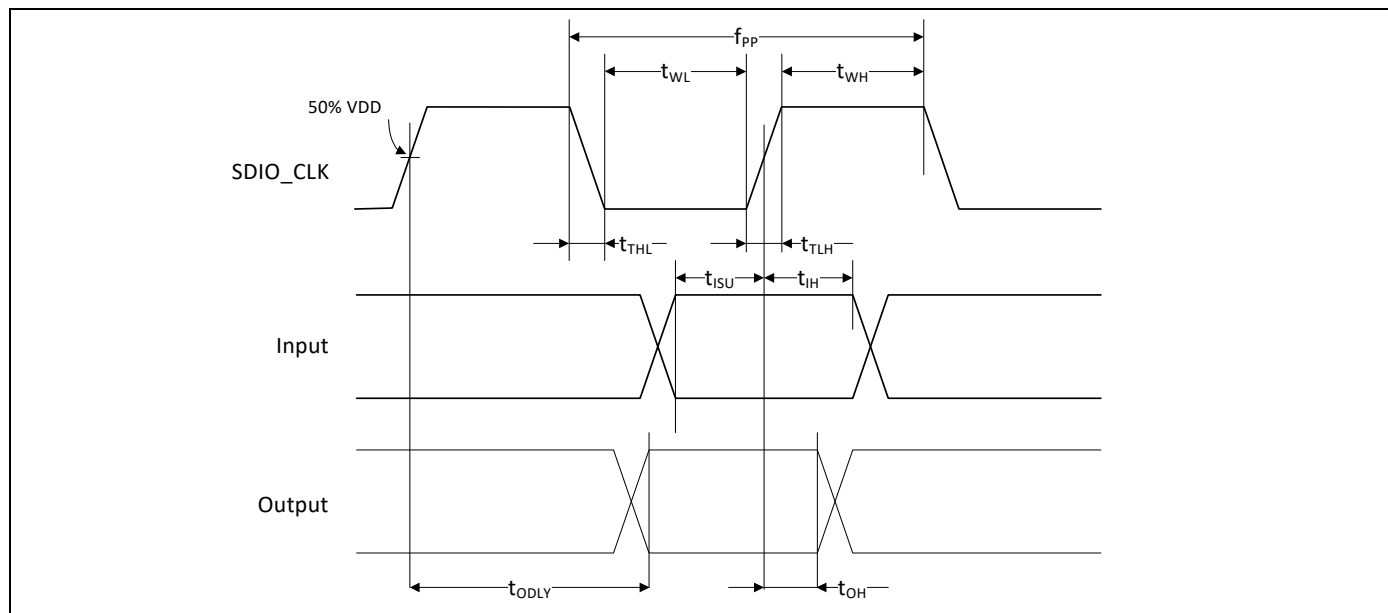 fPP
tWL
tWH
50% VDD
SDIO_CLK
tTHL
tTLH
tISU
tIH
Input
Output
tODLY
tOH